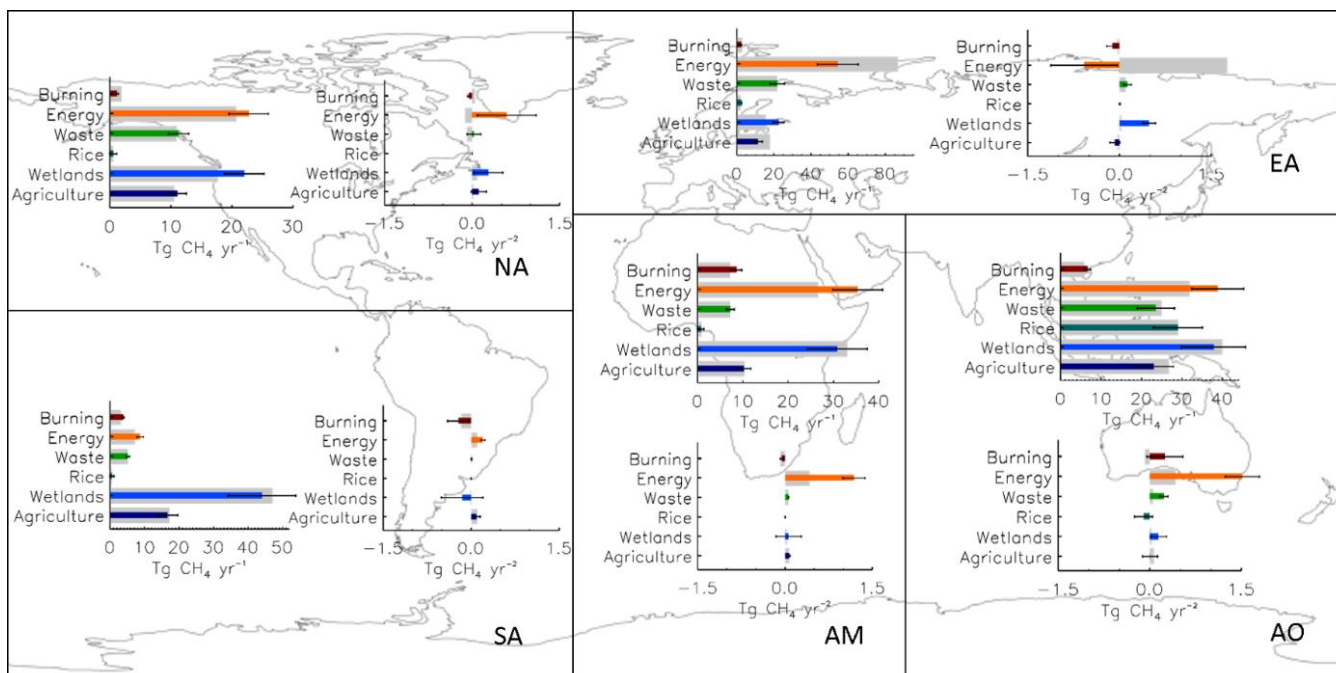 Burning
Energy
Waste
Rice
Wetlands
Agriculture
0 10 20 30
Tg CH₄ yr⁻¹
Burning
Energy
Waste
Rice
Wetlands
Agriculture
−1.5 0.0 1.5
Tg CH₄ yr⁻²
NA
Burning
Energy
Waste
Rice
Wetlands
Agriculture
0 20 40 60 80
Tg CH₄ yr⁻¹
Burning
Energy
Waste
Rice
Wetlands
Agriculture
−1.5 0.0 1.5
Tg CH₄ yr⁻²
EA
Burning
Energy
Waste
Rice
Wetlands
Agriculture
0 10 20 30 40 50
Tg CH₄ yr⁻¹
Burning
Energy
Waste
Rice
Wetlands
Agriculture
−1.5 0.0 1.5
Tg CH₄ yr⁻²
SA
Burning
Energy
Waste
Rice
Wetlands
Agriculture
0 10 20 30 40
Tg CH₄ yr⁻¹
Burning
Energy
Waste
Rice
Wetlands
Agriculture
−1.5 0.0 1.5
Tg CH₄ yr⁻²
AM
Burning
Energy
Waste
Rice
Wetlands
Agriculture
0 10 20 30 40
Tg CH₄ yr⁻¹
Burning
Energy
Waste
Rice
Wetlands
Agriculture
−1.5 0.0 1.5
Tg CH₄ yr⁻²
AO